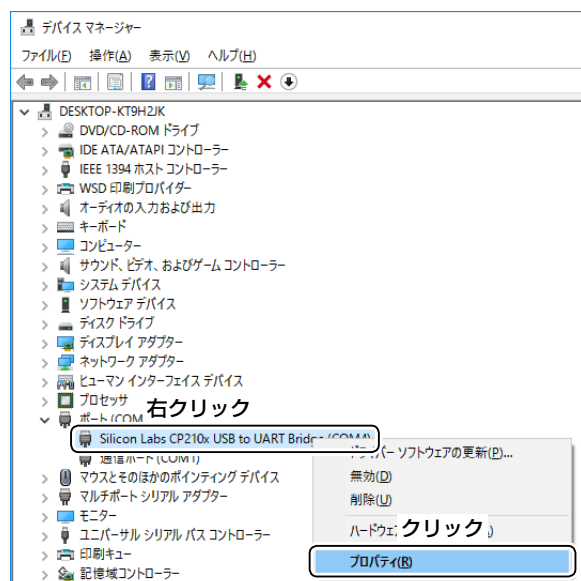 デバイス マネージャー
ファイル(F) 操作(A) 表示(V) ヘルプ(H)
DESKTOP-KT9H2JK
DVD/CD-ROM ドライブ
IDE ATA/ATAPI コントローラー
IEEE 1394 ホスト コントローラー
WSD 印刷プロバイダー
オーディオの入力および出力
キーボード
コンピューター
サウンド、ビデオ、およびゲーム コントローラー
システム デバイス
ソフトウェア デバイス
ディスク ドライブ
ディスプレイ アダプター
ネットワーク アダプター
ヒューマン インターフェイス デバイス
プロセッサ
ポート (COM
右クリック
Silicon Labs CP210x USB to UART Bridge (COM4)
通信ポート (COM1)
マウスとそのほかのポインティング デバイス
マルチポート シリアル アダプター
モニター
ユニバーサル シリアル バス コントローラー
印刷キュー
記憶域コントローラー
ドライバー ソフトウェアの更新(P)...
無効(D)
削除(U)
ハードウェ
クリック
プロパティ(R)